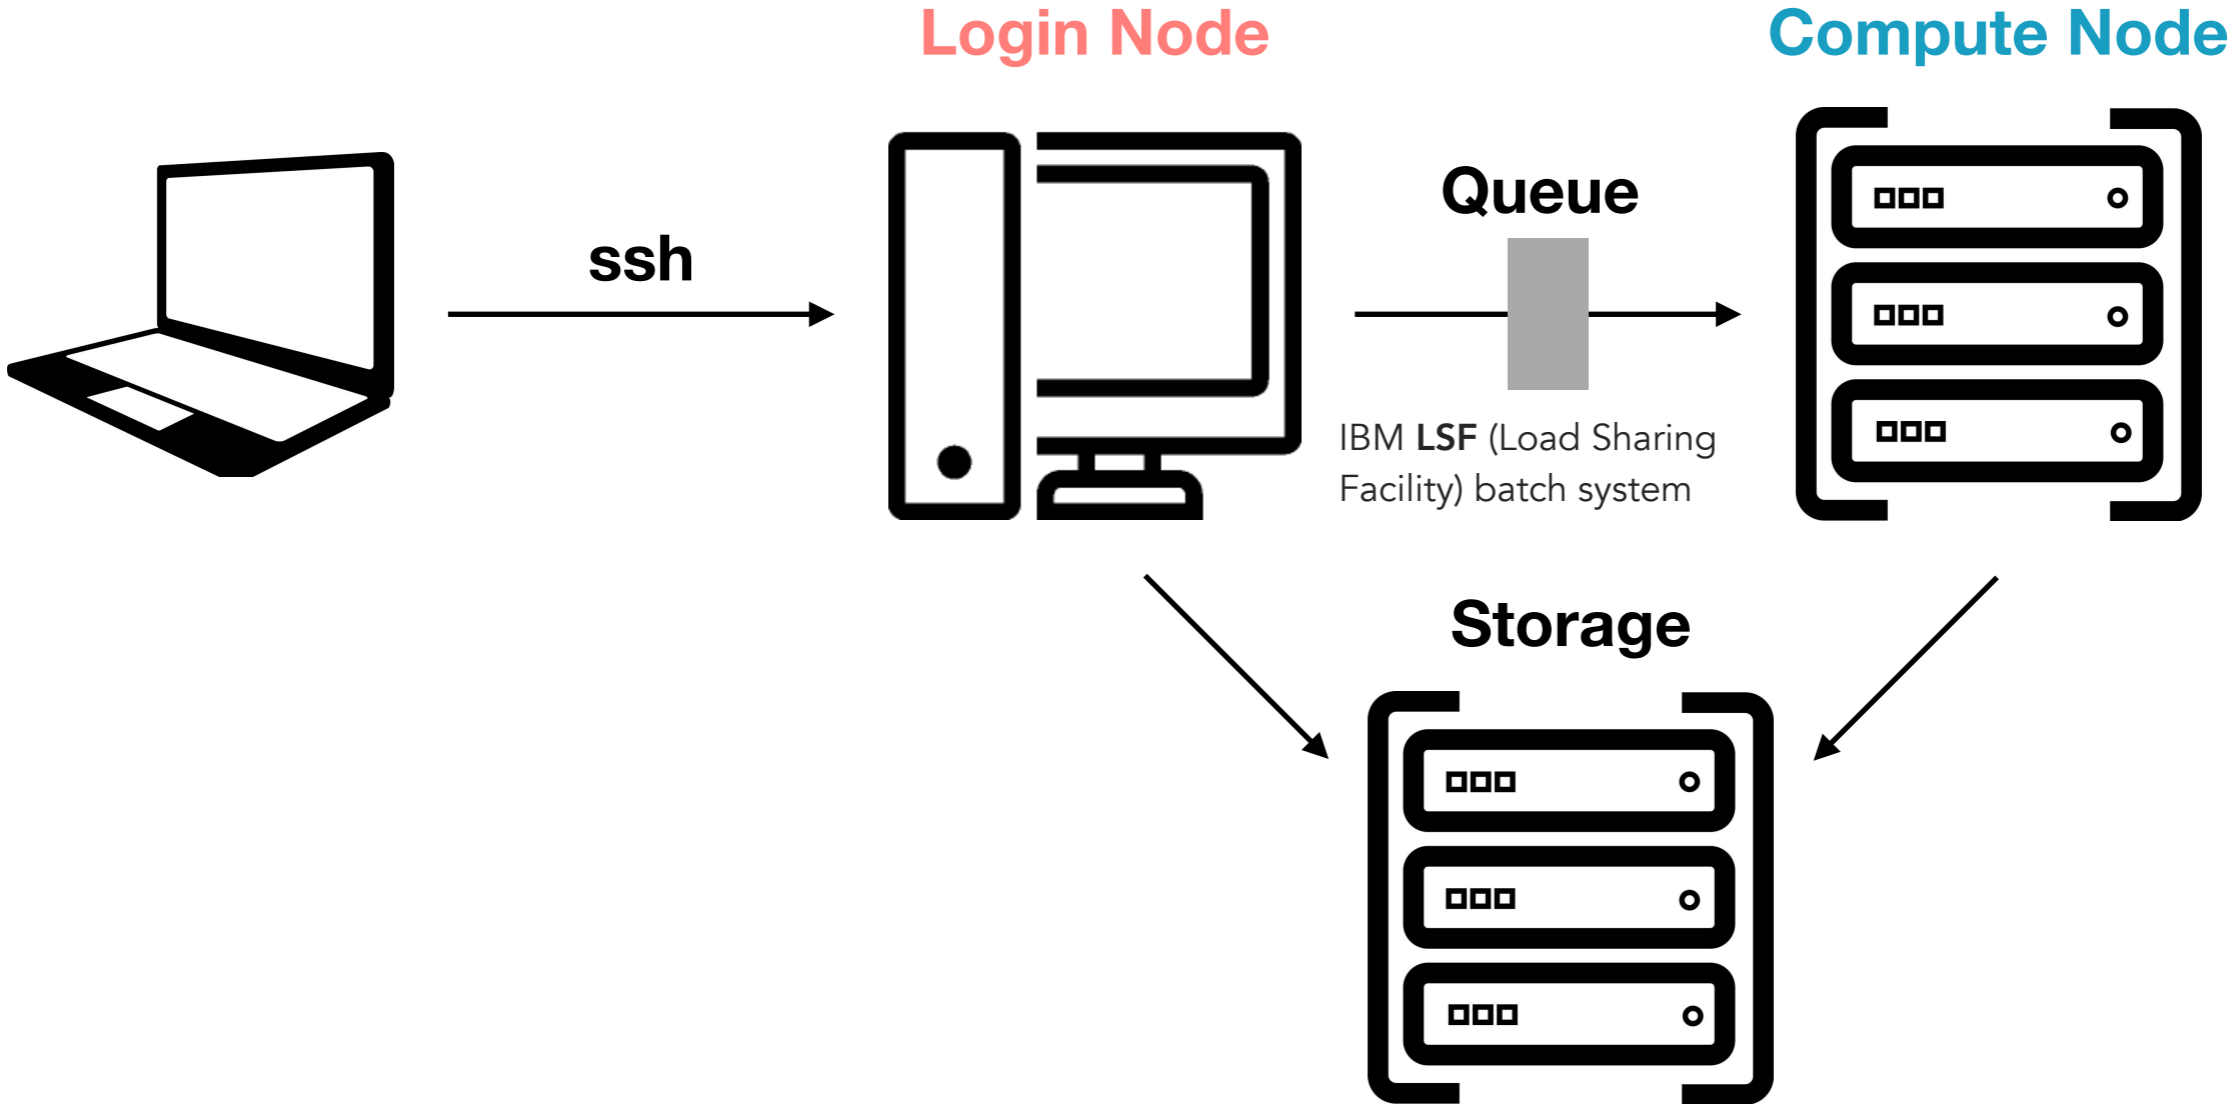 Login Node
Compute Node
ssh
Queue
IBM LSF (Load Sharing
Facility) batch system
Storage